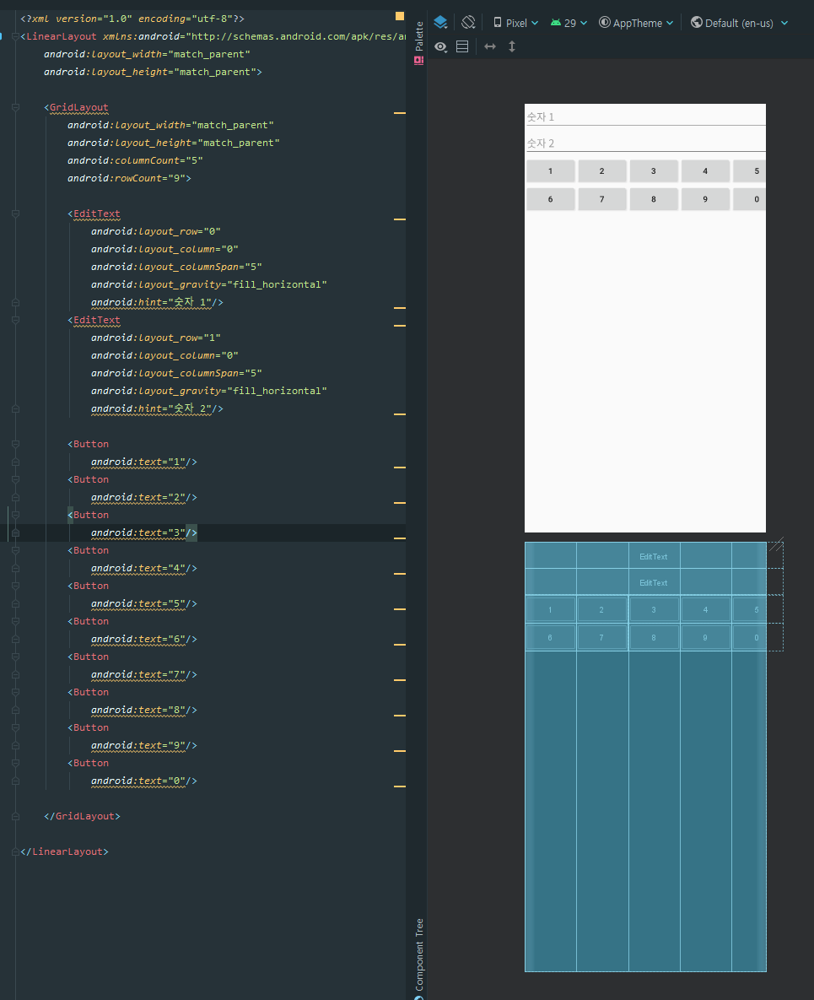 <?xml version="1.0" encoding="utf-8"?>
<LinearLayout xmlns:android="http://schemas.android.com/apk/res/an
    android:layout_width="match_parent"
    android:layout_height="match_parent">
    <GridLayout
        android:layout_width="match_parent"
        android:layout_height="match_parent"
        android:columnCount="5"
        android:rowCount="9">
        <EditText
            android:layout_row="0"
            android:layout_column="0"
            android:layout_columnSpan="5"
            android:layout_gravity="fill_horizontal"
            android:hint="숫자 1"/>
        <EditText
            android:layout_row="1"
            android:layout_column="0"
            android:layout_columnSpan="5"
            android:layout_gravity="fill_horizontal"
            android:hint="숫자 2"/>
        <Button
            android:text="1"/>
        <Button
            android:text="2"/>
        <Button
            android:text="3"/>
        <Button
            android:text="4"/>
        <Button
            android:text="5"/>
        <Button
            android:text="6"/>
        <Button
            android:text="7"/>
        <Button
            android:text="8"/>
        <Button
            android:text="9"/>
        <Button
            android:text="0"/>
    </GridLayout>
</LinearLayout>
Palette
Component Tree
Pixel 29 AppTheme Default (en-us)
숫자 1
숫자 2
1 2 3 4 5
6 7 8 9 0
EditText
EditText
1 2 3 4 5
6 7 8 9 0